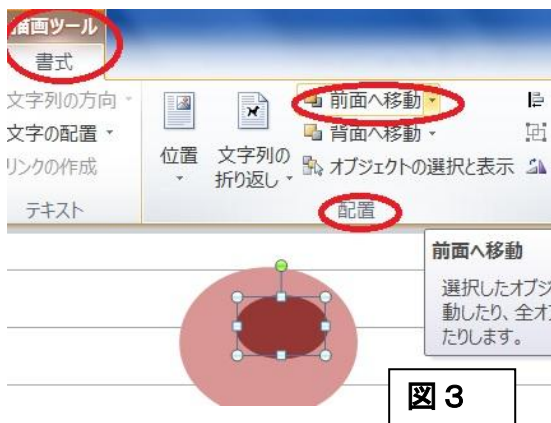 描画ツール
書式
文字列の方向
文字の配置
リンクの作成
テキスト
位置
文字列の
折り返し
前面へ移動
背面へ移動
オブジェクトの選択と表示
配置
前面へ移動
選択したオブジ
動したり、全オ
たりします。
図3